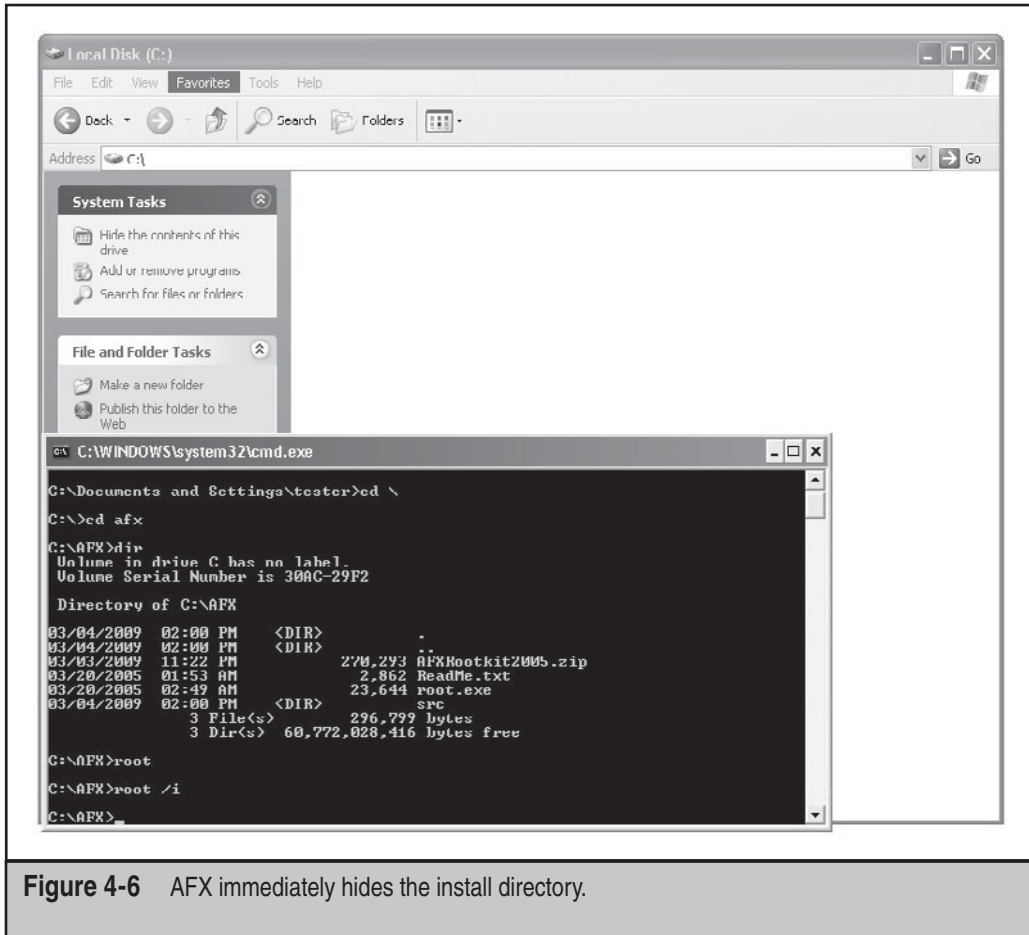 Local Disk (C:)
File Edit View Favorites Tools Help
Back Search Folders
Address C:\ Go
System Tasks
Hide the contents of this
drive
Add or remove programs
Search for files or folders
File and Folder Tasks
Make a new folder
Publish this folder to the
Web
C:\WINDOWS\system32\cmd.exe
C:\Documents and Settings\tester>cd \
C:\>cd afx
C:\AFX>dir
Volume in drive C has no label.
Volume Serial Number is 30AC-29F2
Directory of C:\AFX
03/04/2009 02:00 PM <DIR> .
03/04/2009 02:00 PM <DIR> ..
03/03/2009 11:22 PM 270,293 AFXRootkit2005.zip
03/20/2005 01:53 AM 2,862 ReadMe.txt
03/20/2005 02:49 AM 23,644 root.exe
03/04/2009 02:00 PM <DIR> src
3 File(s) 296,799 bytes
3 Dir(s) 60,772,028,416 bytes free
C:\AFX>root
C:\AFX>root /i
C:\AFX>_
Figure 4-6 AFX immediately hides the install directory.